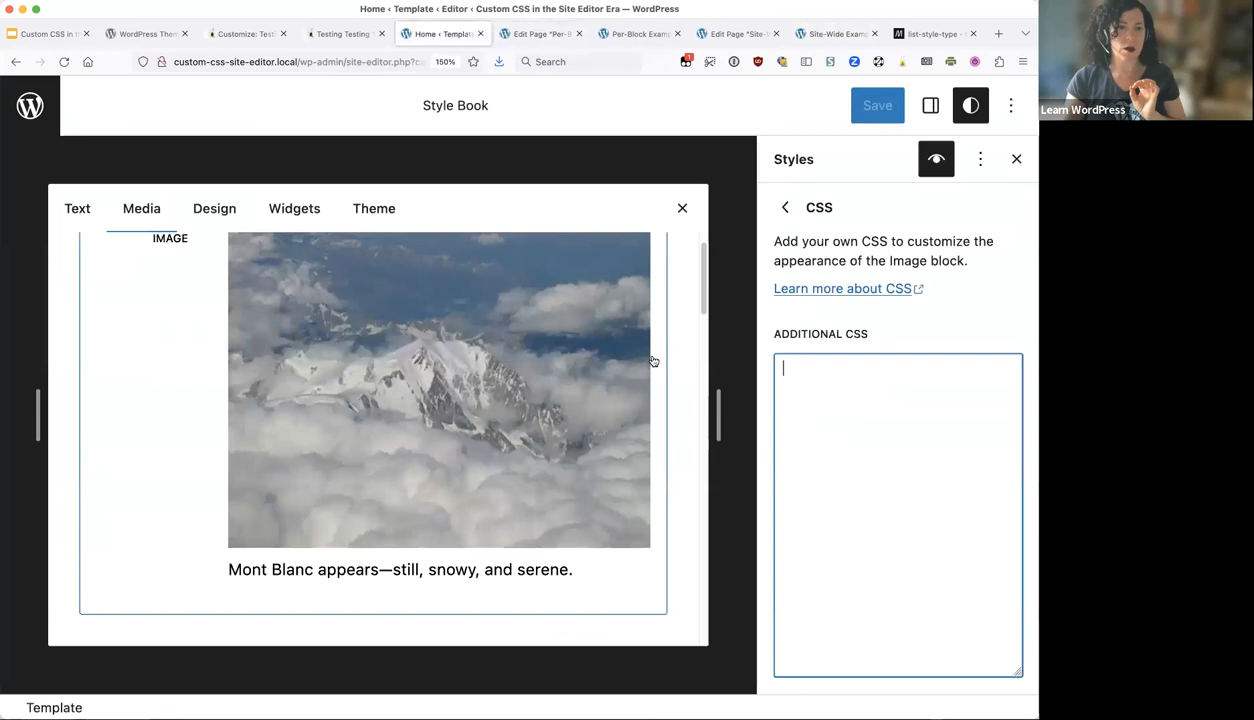 Home ‹ Template ‹ Editor ‹ Custom CSS in the Site Editor Era — WordPress
Custom CSS in t
WordPress Them
Customize: Test
Testing Testing
Home ‹ Templat
Edit Page "Per-B
Per-Block Exam
Edit Page "Site-W
Site-Wide Exam
list-style-type -
custom-css-site-editor.local/wp-admin/site-editor.php?c
150%
Search
Learn WordPress
Style Book
Save
Styles
Text
Media
Design
Widgets
Theme
CSS
IMAGE
Add your own CSS to customize the
appearance of the Image block.
Learn more about CSS
ADDITIONAL CSS
Mont Blanc appears—still, snowy, and serene.
Template